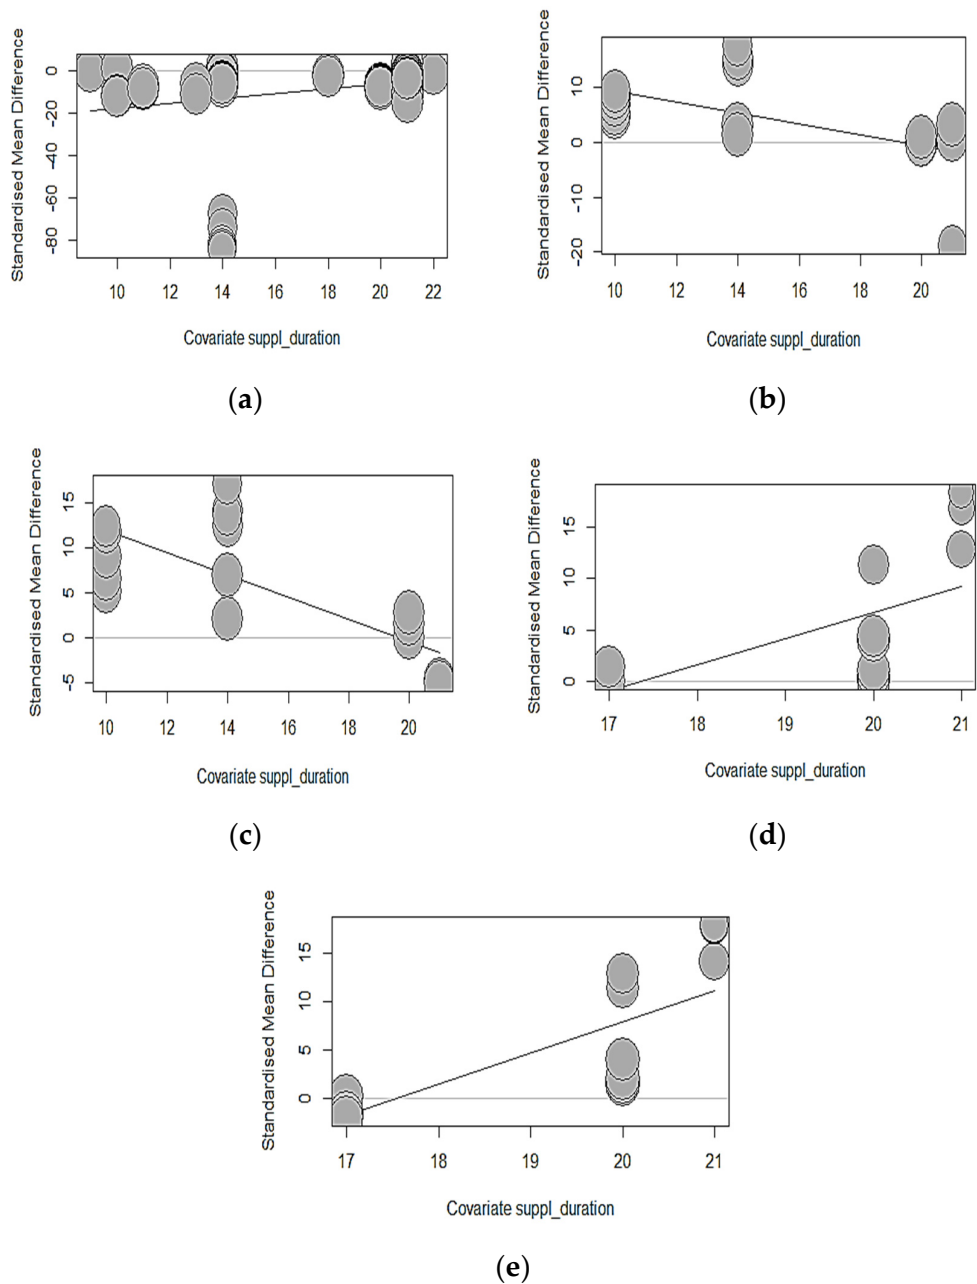 Standardised Mean Difference
0
-20
-40
-60
-80
10 12 14 16 18 20 22
Covariate suppl_duration
(a)
Standardised Mean Difference
10
0
-10
-20
10 12 14 16 18 20
Covariate suppl_duration
(b)
Standardised Mean Difference
15
10
5
0
-5
10 12 14 16 18 20
Covariate suppl_duration
(c)
Standardised Mean Difference
15
10
5
0
17 18 19 20 21
Covariate suppl_duration
(d)
Standardised Mean Difference
15
10
5
0
17 18 19 20 21
Covariate suppl_duration
(e)